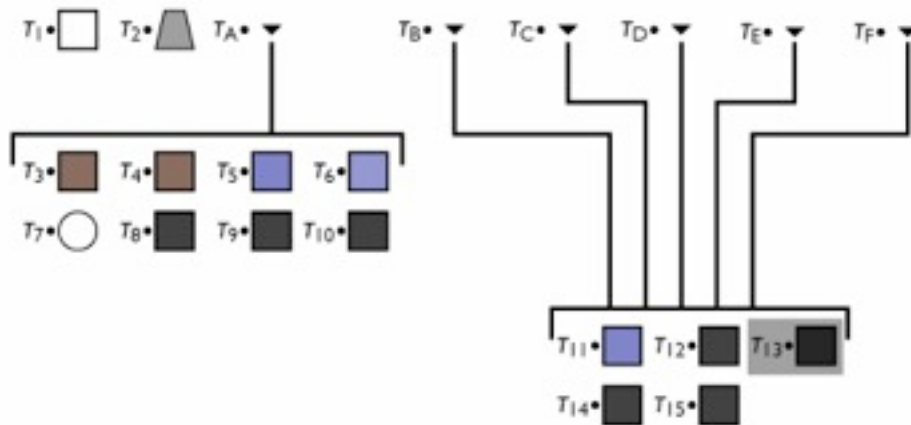 T1• T2• TA• TB• TC• TD• TE• TF•
T3• T4• T5• T6•
T7• T8• T9• T10•
T11• T12• T13•
T14• T15•